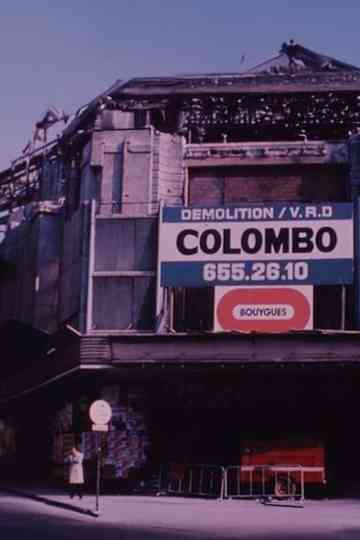 DEMOLITION / V.R.D
COLOMBO
655.26.10
BOUYGUES